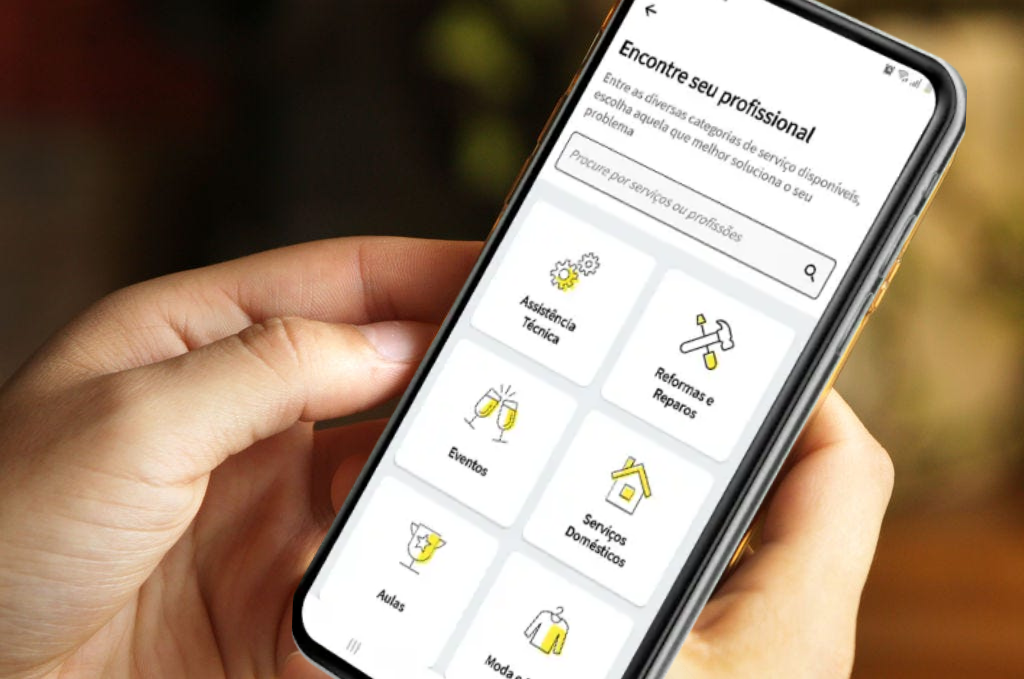 Encontre seu profissional
Entre as diversas categorias de serviço disponíveis,
escolha aquela que melhor soluciona o seu
problema
Procure por serviços ou profissões
Assistência
Técnica
Reformas e
Reparos
Eventos
Serviços
Domésticos
Aulas
Moda e